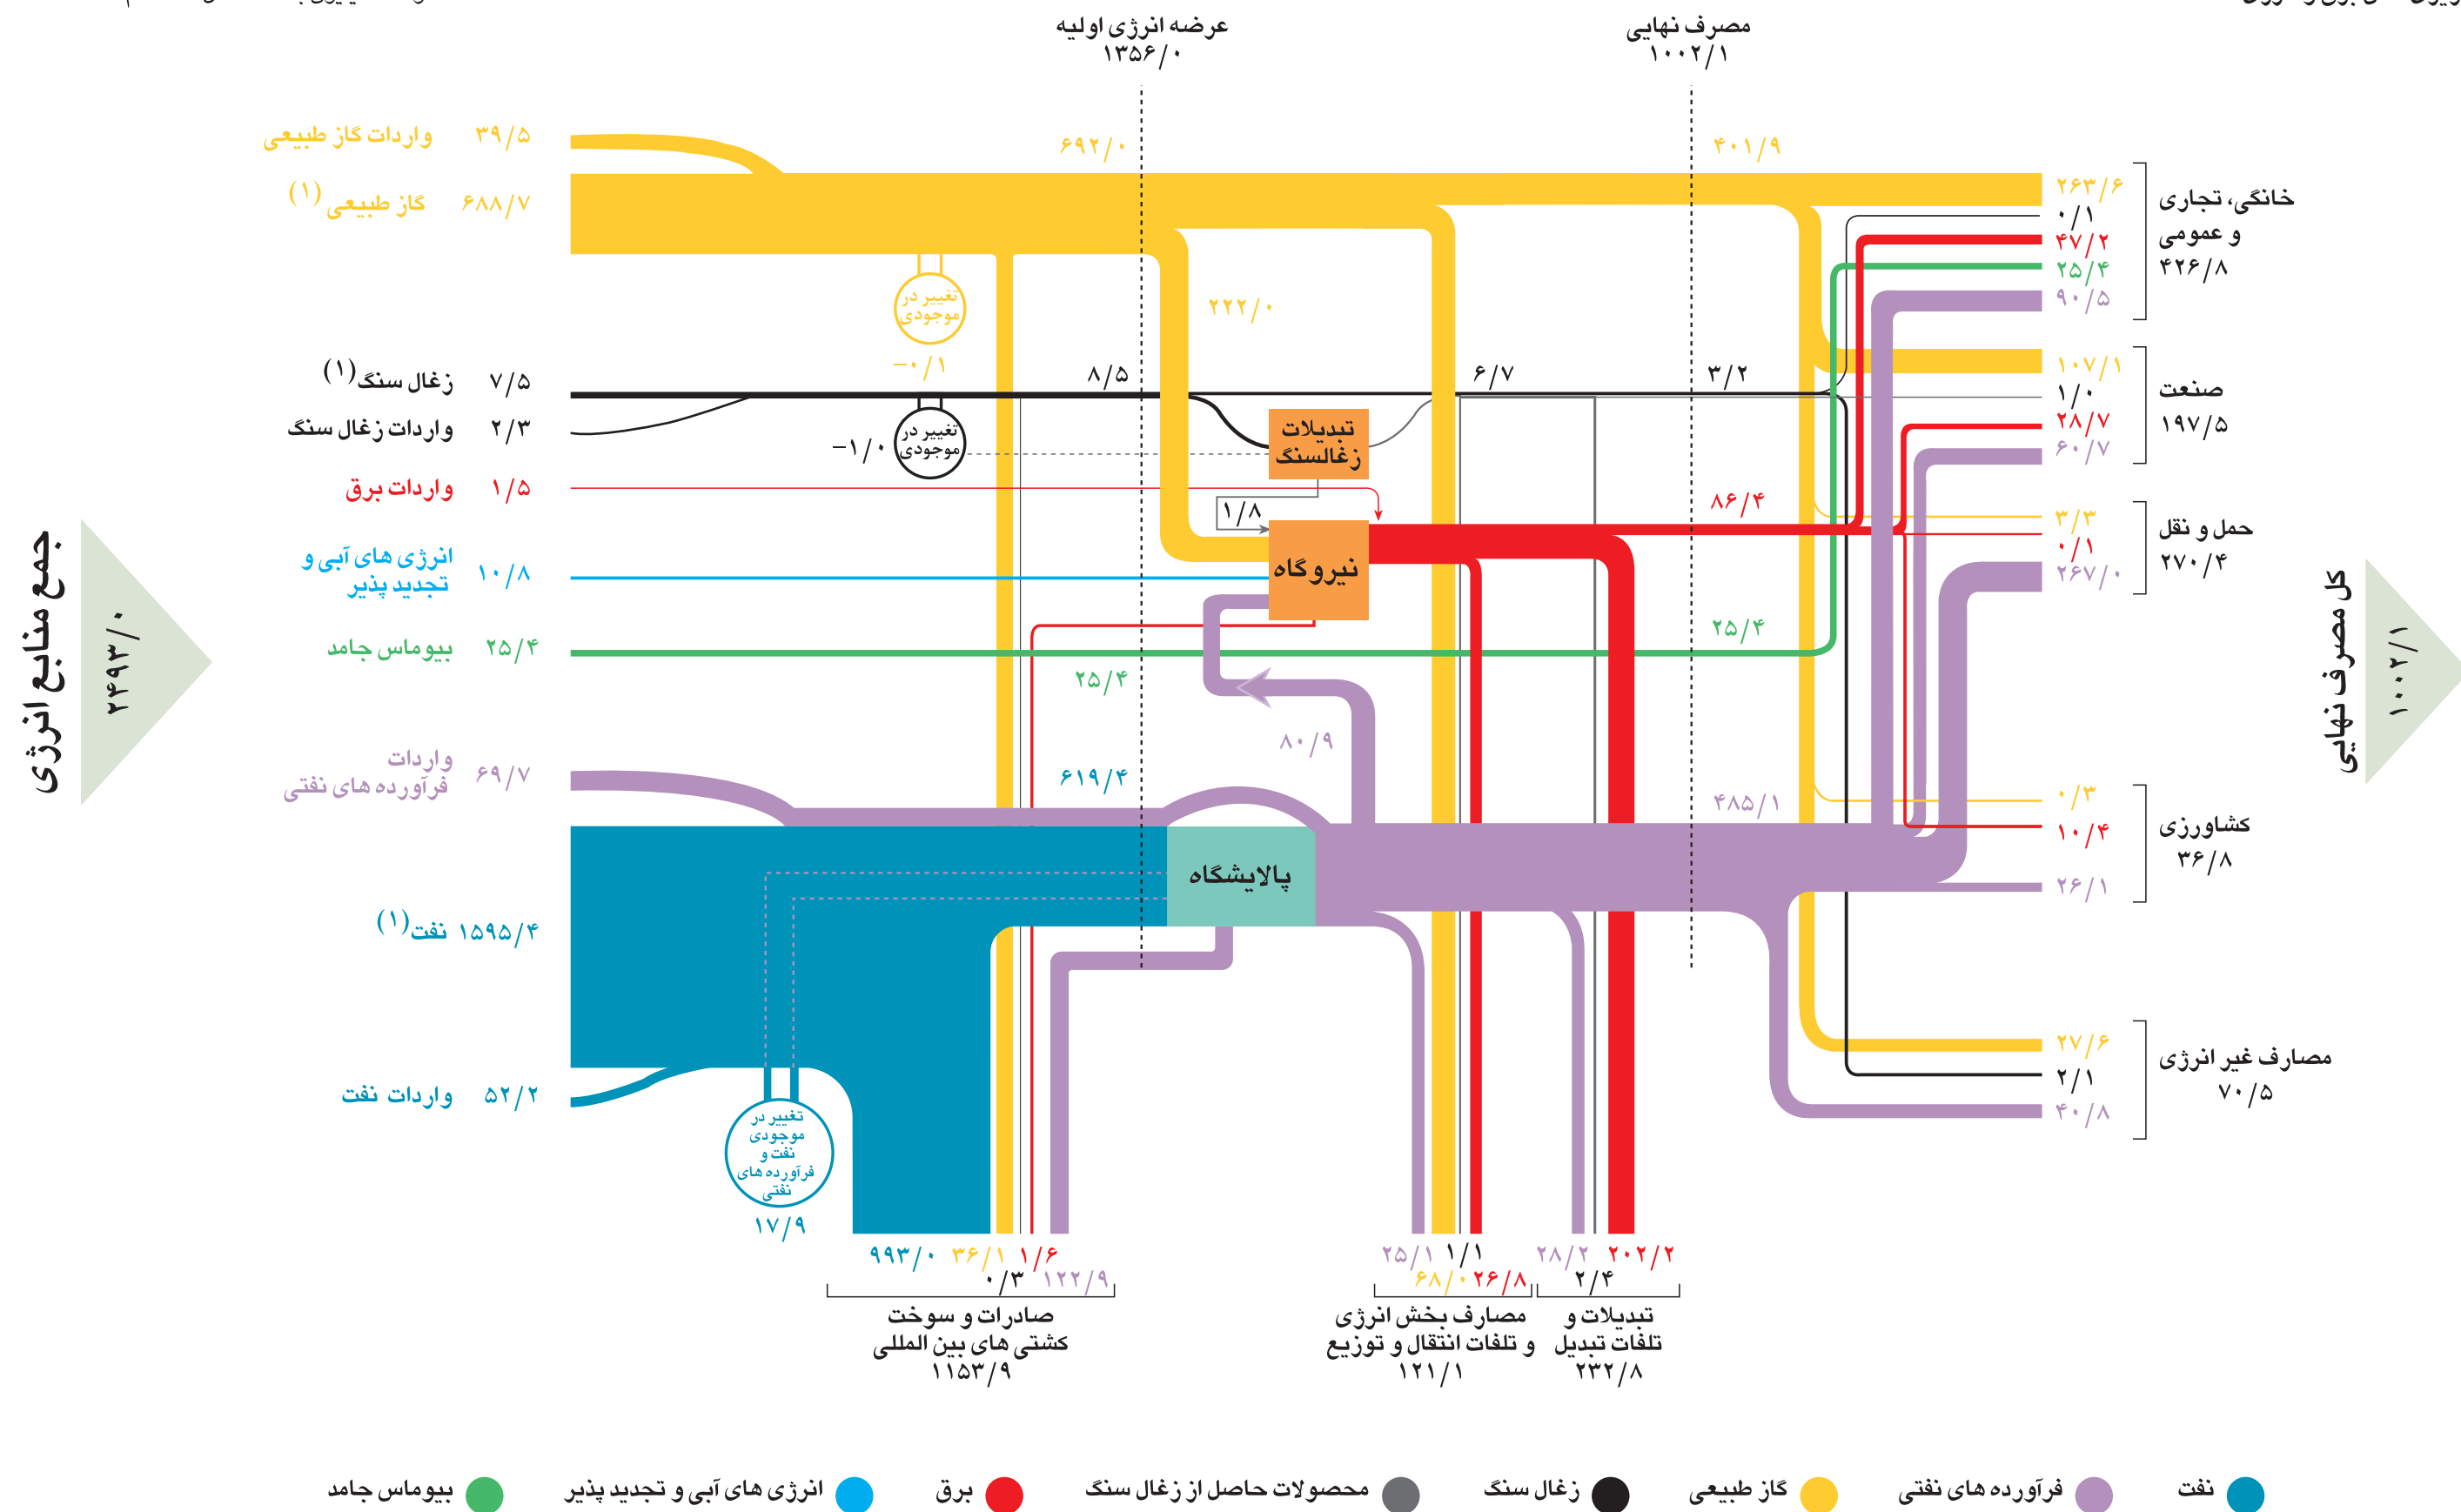 عرضه انرژی اولیه
۱۳۵۶/۰
مصرف نهایی
۱۰۰۲/۱
جمع منابع انرژی
۲۴۹۳/۰
واردات گاز طبیعی ۳۹/۵
گاز طبیعی (۱) ۶۸۸/۷
زغال سنگ (۱) ۷/۵
واردات زغال سنگ ۲/۳
واردات برق ۱/۵
انرژی های آبی و
تجدید پذیر ۱۰/۸
بیوماس جامد ۲۵/۴
واردات
فرآورده های نفتی ۶۹/۷
نفت (۱) ۱۵۹۵/۴
واردات نفت ۵۲/۲
۶۹۲/۰
تغییر در
موجودی
−۰/۱
۲۲۲/۰
۸/۵
تغییر در
موجودی
−۱/۰
تبدیلات
زغالسنگ
۶/۷
۳/۲
۱/۸
نیروگاه
۸۶/۴
۲۵/۴
۲۵/۴
۸۰/۹
۶۱۹/۴
۴۸۵/۱
پالایشگاه
۴۰۱/۹
تغییر در
موجودی
نفت و
فرآورده های
نفتی
۱۷/۹
۹۹۳/۰
۳۶/۱
۱/۶
۰/۳
۱۲۲/۹
صادرات و سوخت
کشتی های بین المللی
۱۱۵۳/۹
۲۵/۱
۱/۱
۶۸/۰
۲۶/۸
مصارف بخش انرژی
و تلفات انتقال و توزیع
۱۲۱/۱
۲۸/۲
۲۰۲/۲
۲/۴
تبدیلات و
تلفات تبدیل
۲۳۲/۸
۲۶۳/۶
۰/۱
۴۷/۲
۲۵/۴
۹۰/۵
خانگی، تجاری
و عمومی
۴۲۶/۸
۱۰۷/۱
۱/۰
۲۸/۷
۶۰/۷
صنعت
۱۹۷/۵
۳/۳
۰/۱
۲۶۷/۰
حمل و نقل
۲۷۰/۴
۰/۳
۱۰/۴
۲۶/۱
کشاورزی
۳۶/۸
۲۷/۶
۲/۱
۴۰/۸
مصارف غیر انرژی
۷۰/۵
کل مصرف نهایی
۱۰۰۲/۱
نفت
فرآورده های نفتی
گاز طبیعی
زغال سنگ
محصولات حاصل از زغال سنگ
برق
انرژی های آبی و تجدید پذیر
بیوماس جامد